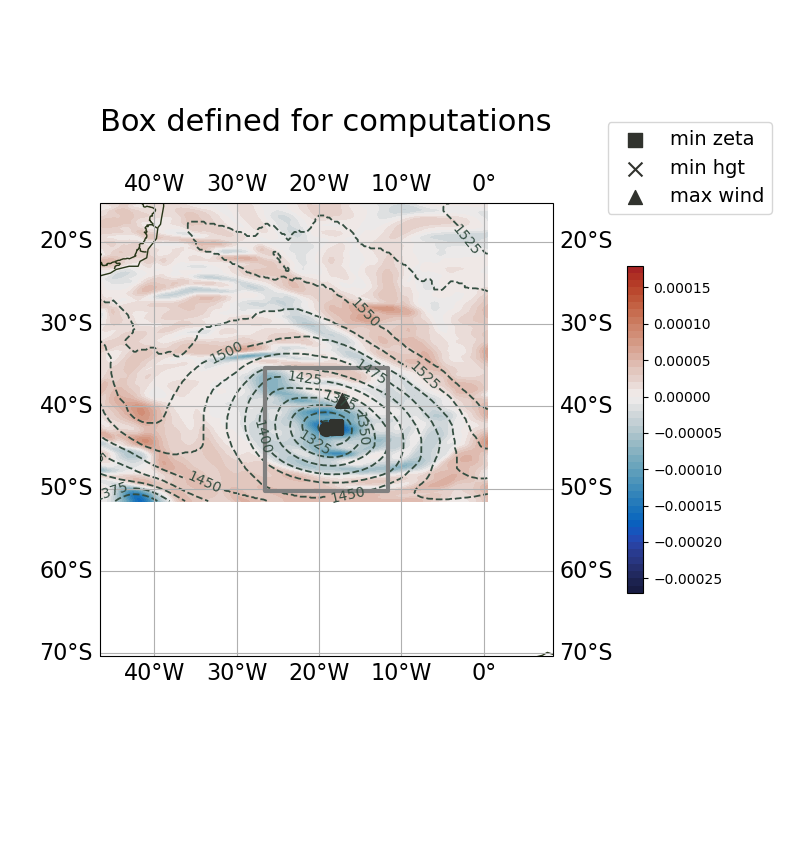 Box defined for computations
min zeta
min hgt
max wind
40°W 30°W 20°W 10°W 0°
20°S 20°S
30°S 30°S
40°S 40°S
50°S 50°S
60°S 60°S
70°S 70°S
40°W 30°W 20°W 10°W 0°
1525
1550
1500
1475
1525
1425
1350
1400
1325
1450
1450
0.00015
0.00010
0.00005
0.00000
−0.00005
−0.00010
−0.00015
−0.00020
−0.00025